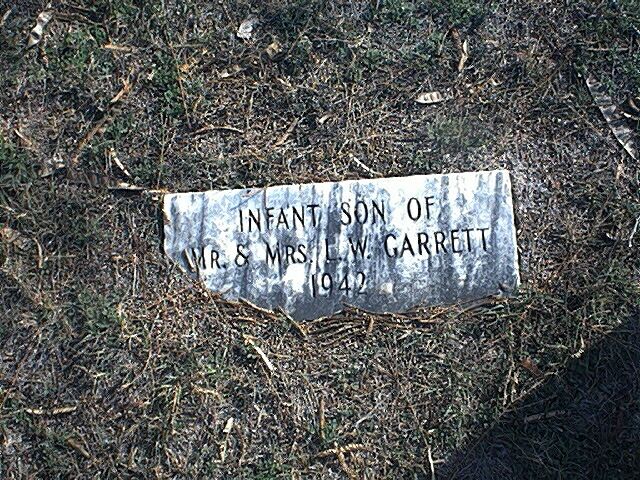 INFANT SON OF
MR. & MRS. L. W. GARRETT
1942